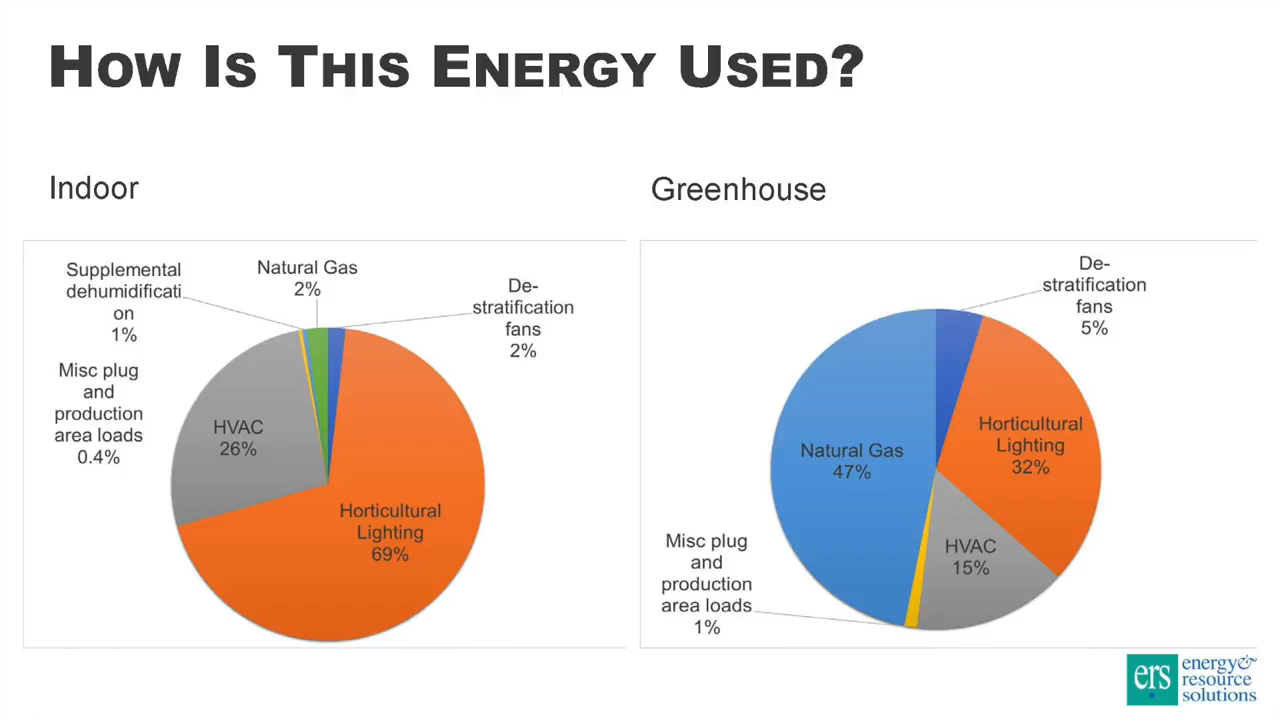 HOW IS THIS ENERGY USED?
Indoor
Supplemental
dehumidificati
on
1%
Natural Gas
2%
De-
stratification
fans
2%
Misc plug
and
production
area loads
0.4%
HVAC
26%
Horticultural
Lighting
69%
Greenhouse
De-
stratification
fans
5%
Natural Gas
47%
Horticultural
Lighting
32%
HVAC
15%
Misc plug
and
production
area loads
1%
ers
energy&
resource
solutions